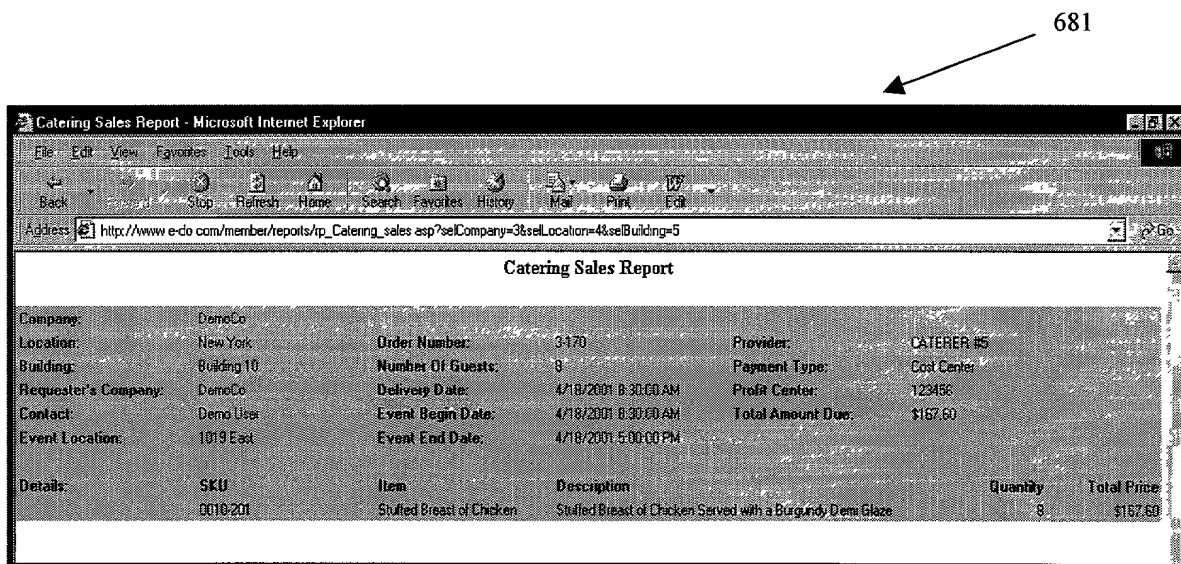 681
Catering Sales Report - Microsoft Internet Explorer
File Edit View Favorites Tools Help
Back Forward Stop Refresh Home Search Favorites History Mail Print Edit
Address http://www e-do com/member/reports/rp_Catering_sales asp?selCompany=3&selLocation=4&selBuilding=5 Go
Catering Sales Report
Company: DemoCo
Location: New York Order Number: 3-170 Provider: CATERER #5
Building: Building 10 Number Of Guests: 8 Payment Type: Cost Center
Requester's Company: DemoCo Delivery Date: 4/18/2001 8:30:00 AM Profit Center: 123456
Contact: Demo User Event Begin Date: 4/18/2001 8:30:00 AM Total Amount Due: $167.60
Event Location: 1019 East Event End Date: 4/18/2001 5:00:00 PM
Details: SKU Item Description Quantity Total Price
0010-201 Stuffed Breast of Chicken Stuffed Breast of Chicken Served with a Burgundy Demi Glaze 8 $167.60